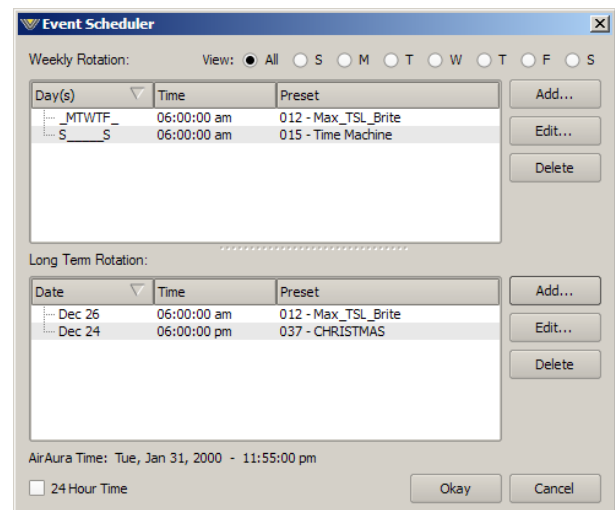 Event Scheduler
Weekly Rotation: View: All S M T W T F S
Day(s) Time Preset Add...
_MTWTF_ 06:00:00 am 012 - Max_TSL_Brite
S_____S 06:00:00 am 015 - Time Machine
Edit...
Delete
Long Term Rotation:
Date Time Preset Add...
Dec 26 06:00:00 am 012 - Max_TSL_Brite
Dec 24 06:00:00 pm 037 - CHRISTMAS
Edit...
Delete
AirAura Time: Tue, Jan 31, 2000 - 11:55:00 pm
24 Hour Time Okay Cancel